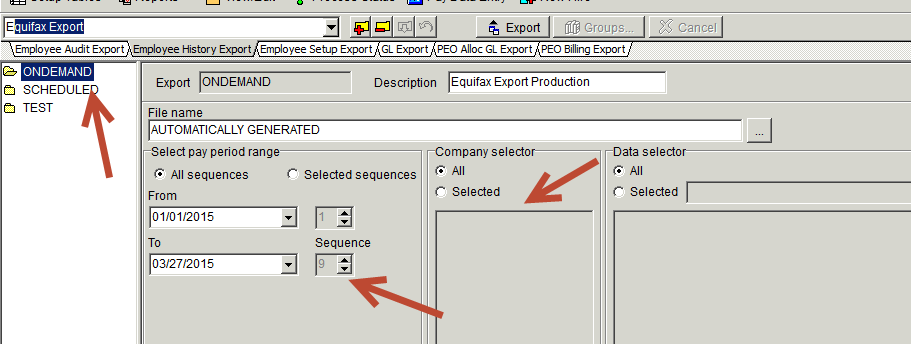 Equifax Export
Export
Groups...
Cancel
Employee Audit Export
Employee History Export
Employee Setup Export
GL Export
PEO Alloc GL Export
PEO Billing Export
ONDEMAND
SCHEDULED
TEST
Export ONDEMAND
Description Equifax Export Production
File name
AUTOMATICALLY GENERATED
...
Select pay period range
All sequences
Selected sequences
From
01/01/2015
1
To
Sequence
03/27/2015
9
Company selector
All
Selected
Data selector
All
Selected